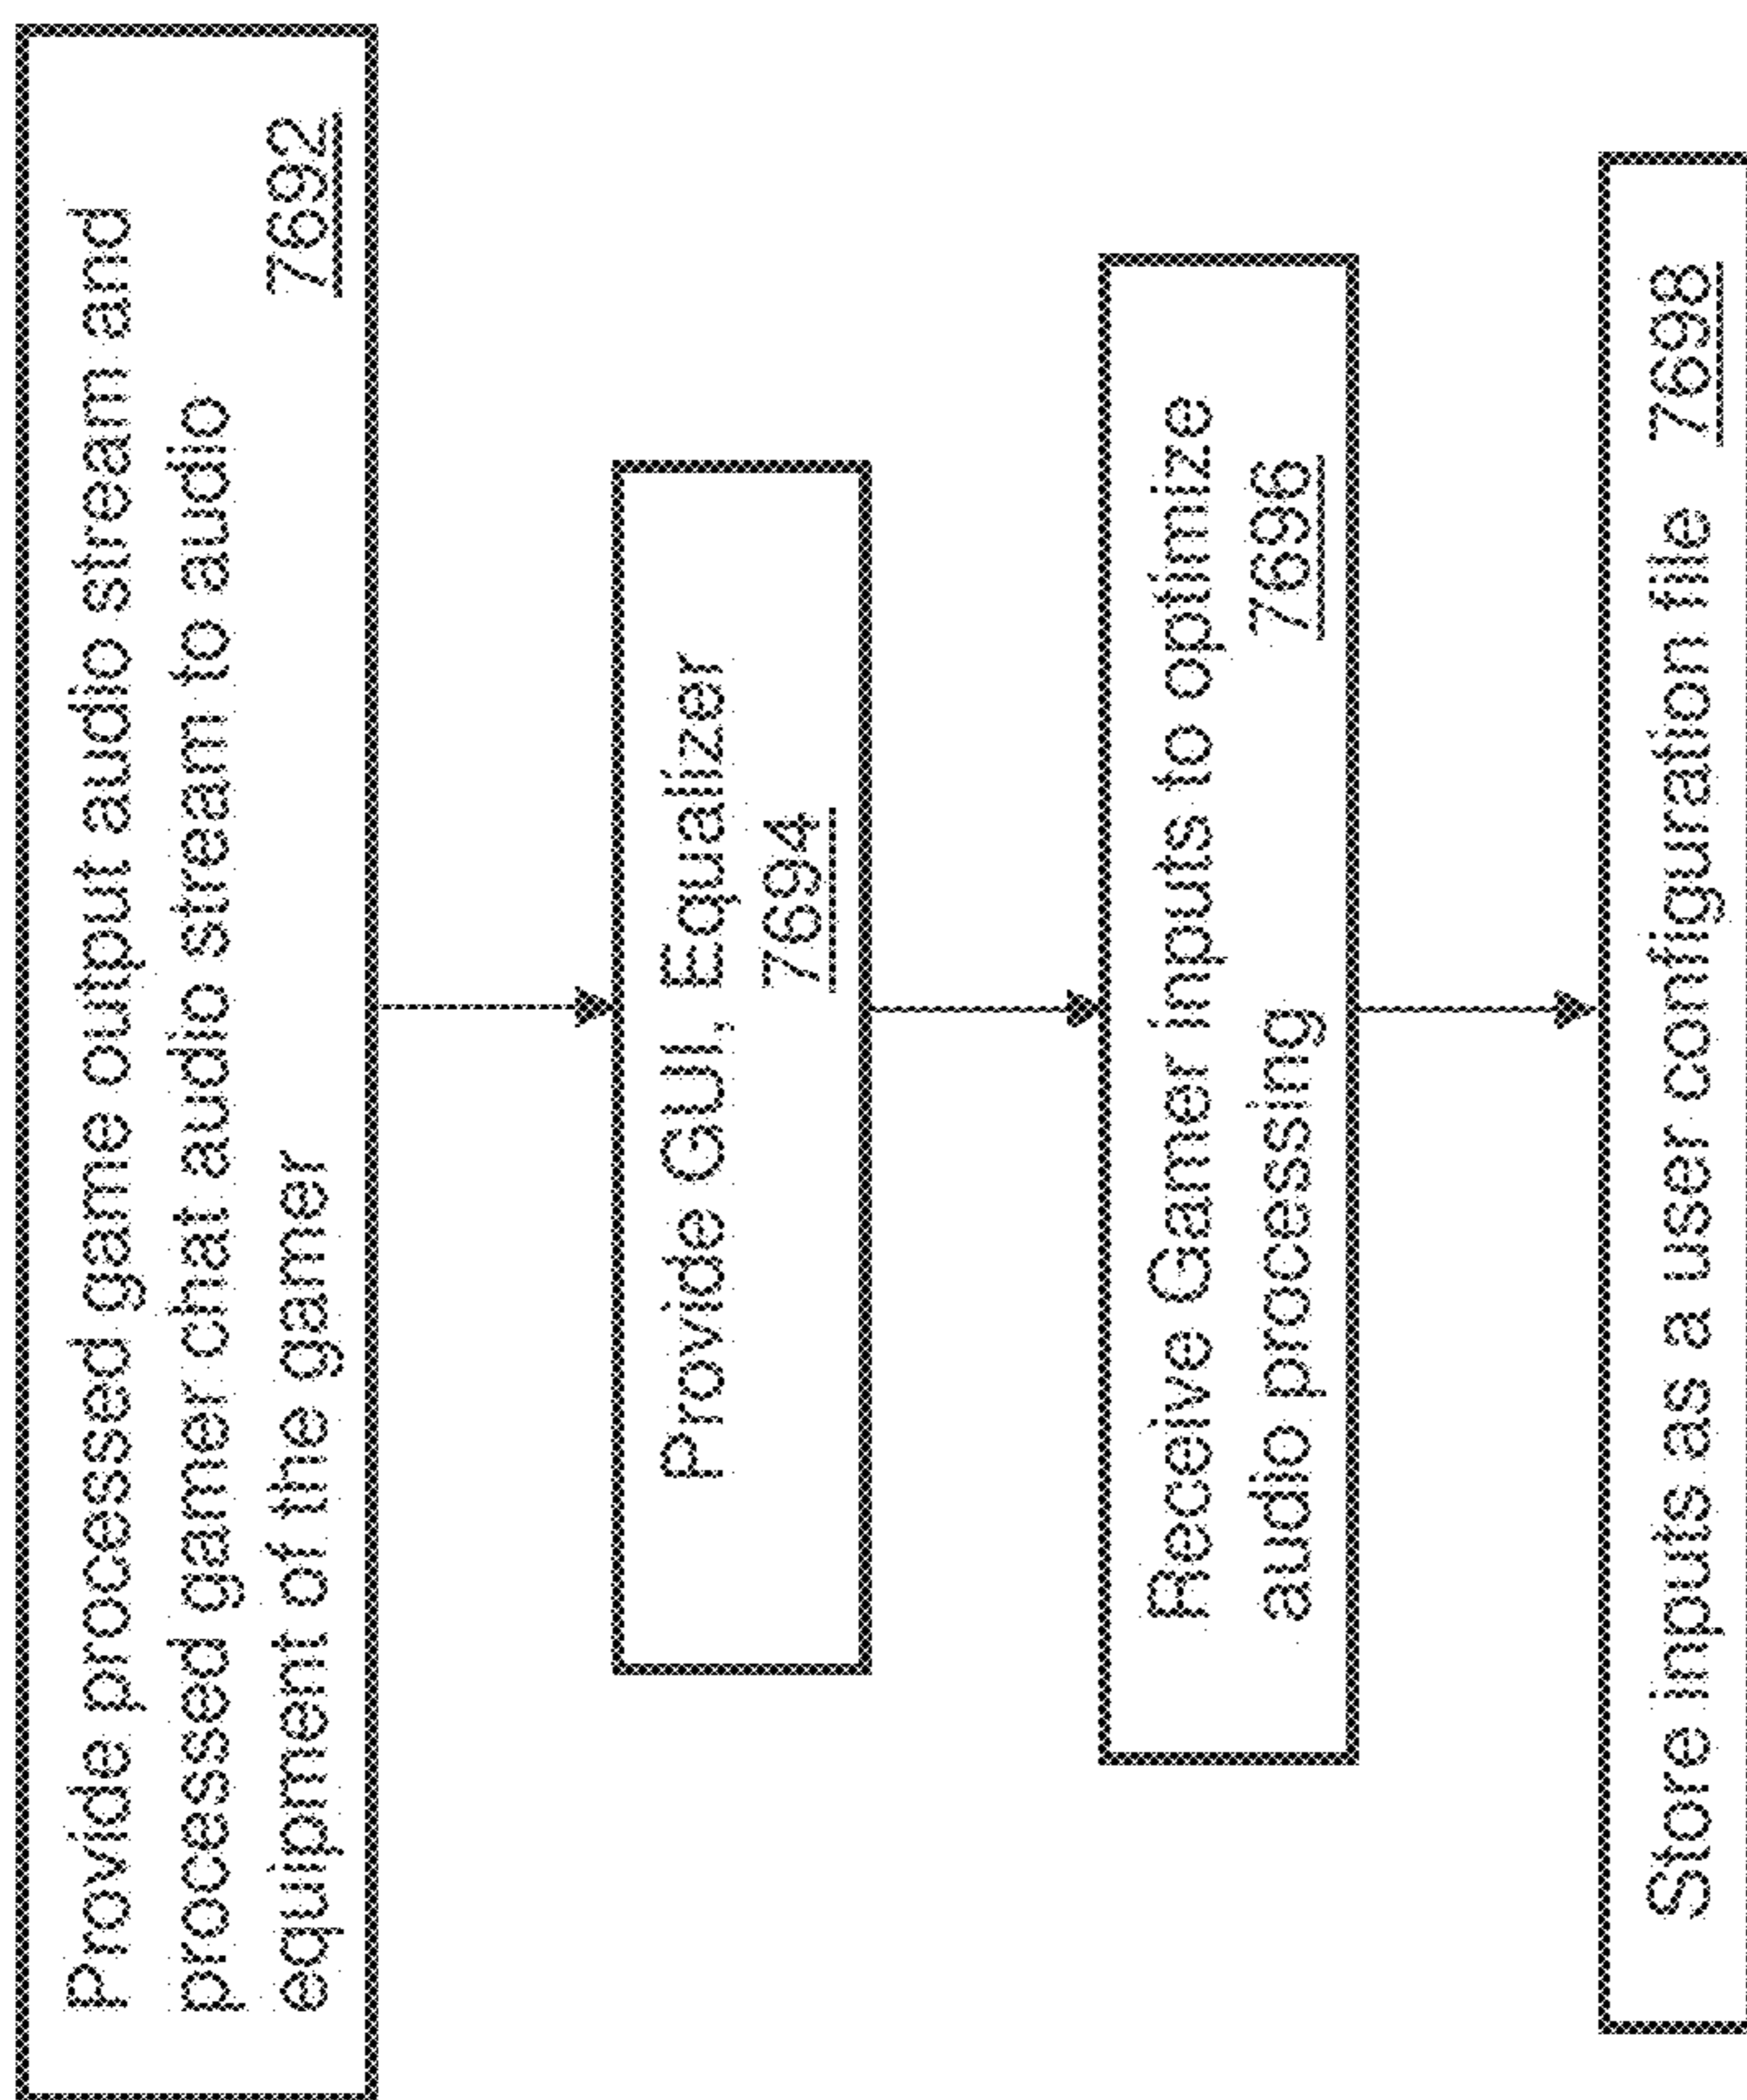 Provide processed game output audio stream and
processed gamer chat audio stream to audio
equipment of the gamer 7692
Provide GUI, Equalizer
7694
Receive Gamer inputs to optimize
audio processing 7696
Store inputs as a user configuration file 7698